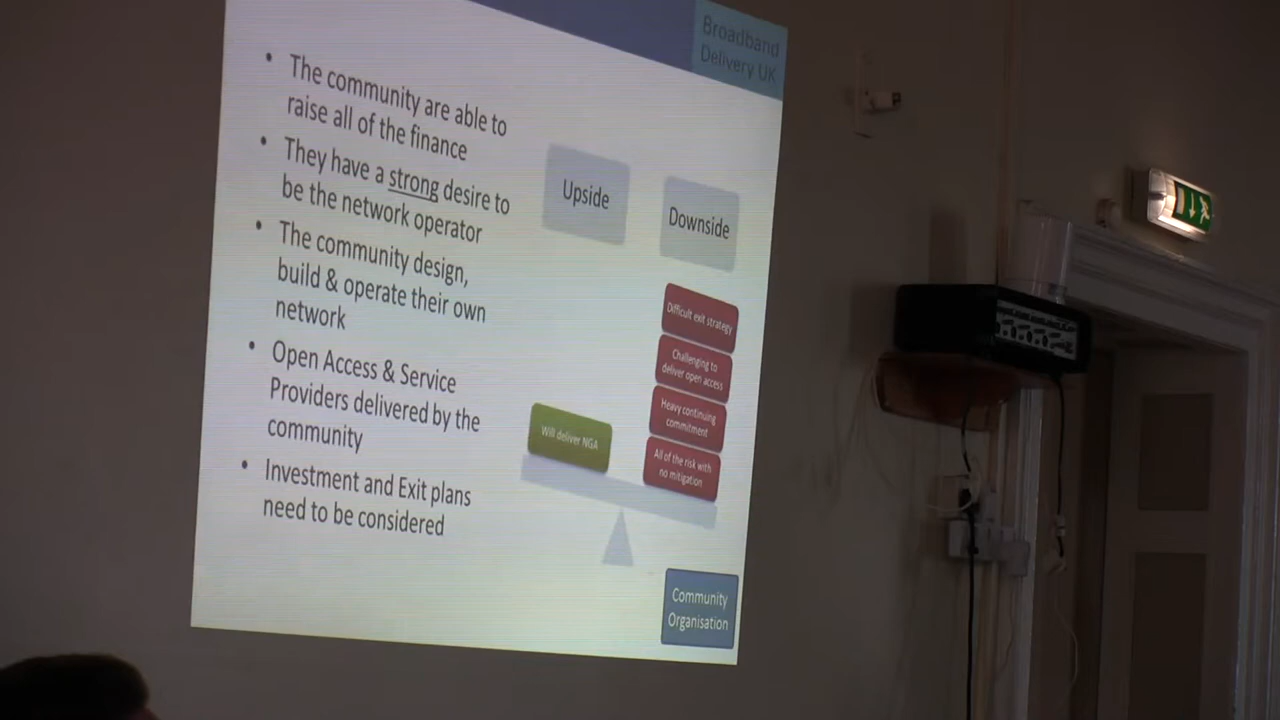 Broadband
Delivery UK
• The community are able to
raise all of the finance
• They have a strong desire to
be the network operator
• The community design,
build & operate their own
network
• Open Access & Service
Providers delivered by the
community
• Investment and Exit plans
need to be considered
Upside
Downside
Difficult exit strategy
Challenging to
deliver open access
Heavy continuing
commitment
All of the risk with
no mitigation
Will deliver NGA
Community
Organisation